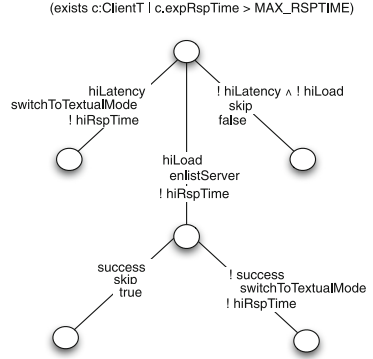 (exists c:ClientT | c.expRspTime > MAX_RSPTIME)
hiLatency
switchToTextualMode
! hiRspTime
! hiLatency ∧ ! hiLoad
skip
false
hiLoad
enlistServer
! hiRspTime
success
skip
true
! success
switchToTextualMode
! hiRspTime